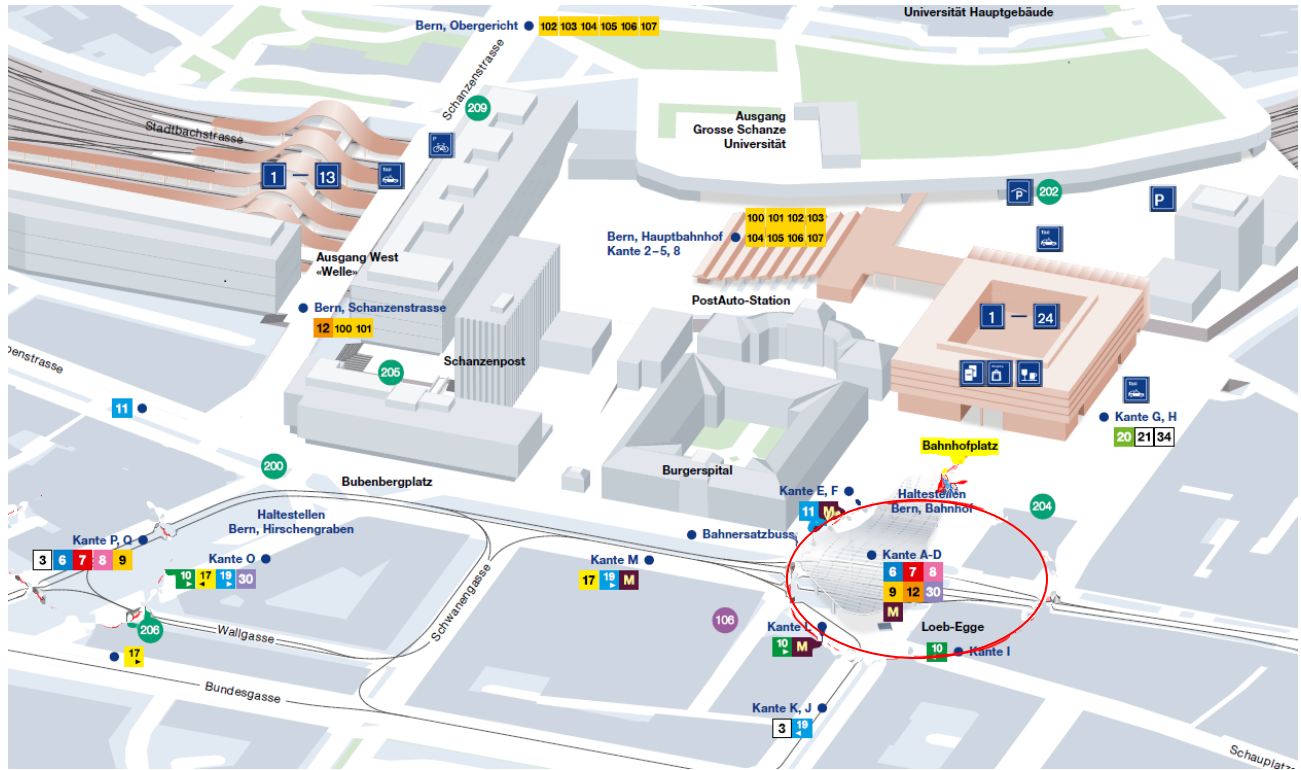 Universität Hauptgebäude
Bern, Obergericht 102 103 104 105 106 107
Schanzenstrasse
209
Stadtbachstrasse
P
1 – 13
Taxi
Ausgang
Grosse Schanze
Universität
P 202
P
Taxi
100 101 102 103
Bern, Hauptbahnhof 104 105 106 107
Kante 2–5, 8
Ausgang West
«Welle»
PostAuto-Station
Bern, Schanzenstrasse
12 100 101
1 – 24
Schanzenpost
205
Taxi
enstrasse
11
Kante G, H
20 21 34
Bahnhofplatz
200
Burgerspital
Bubenbergplatz
Kante E, F
11 M
Haltestellen
Bern, Bahnhof
204
Haltestellen
Bern, Hirschengraben
Bahnersatzbuss
Kante P, Q
3 6 7 8 9
Kante O
10 17 19 30
Kante M
17 19 M
Kante A-D
6 7 8
9 12 30
M
Schwanengasse
106
206
Wallgasse
Kante L
10 M
Loeb-Egge
10 Kante I
17
Bundesgasse
Kante K, J
3 19
Schauplatz